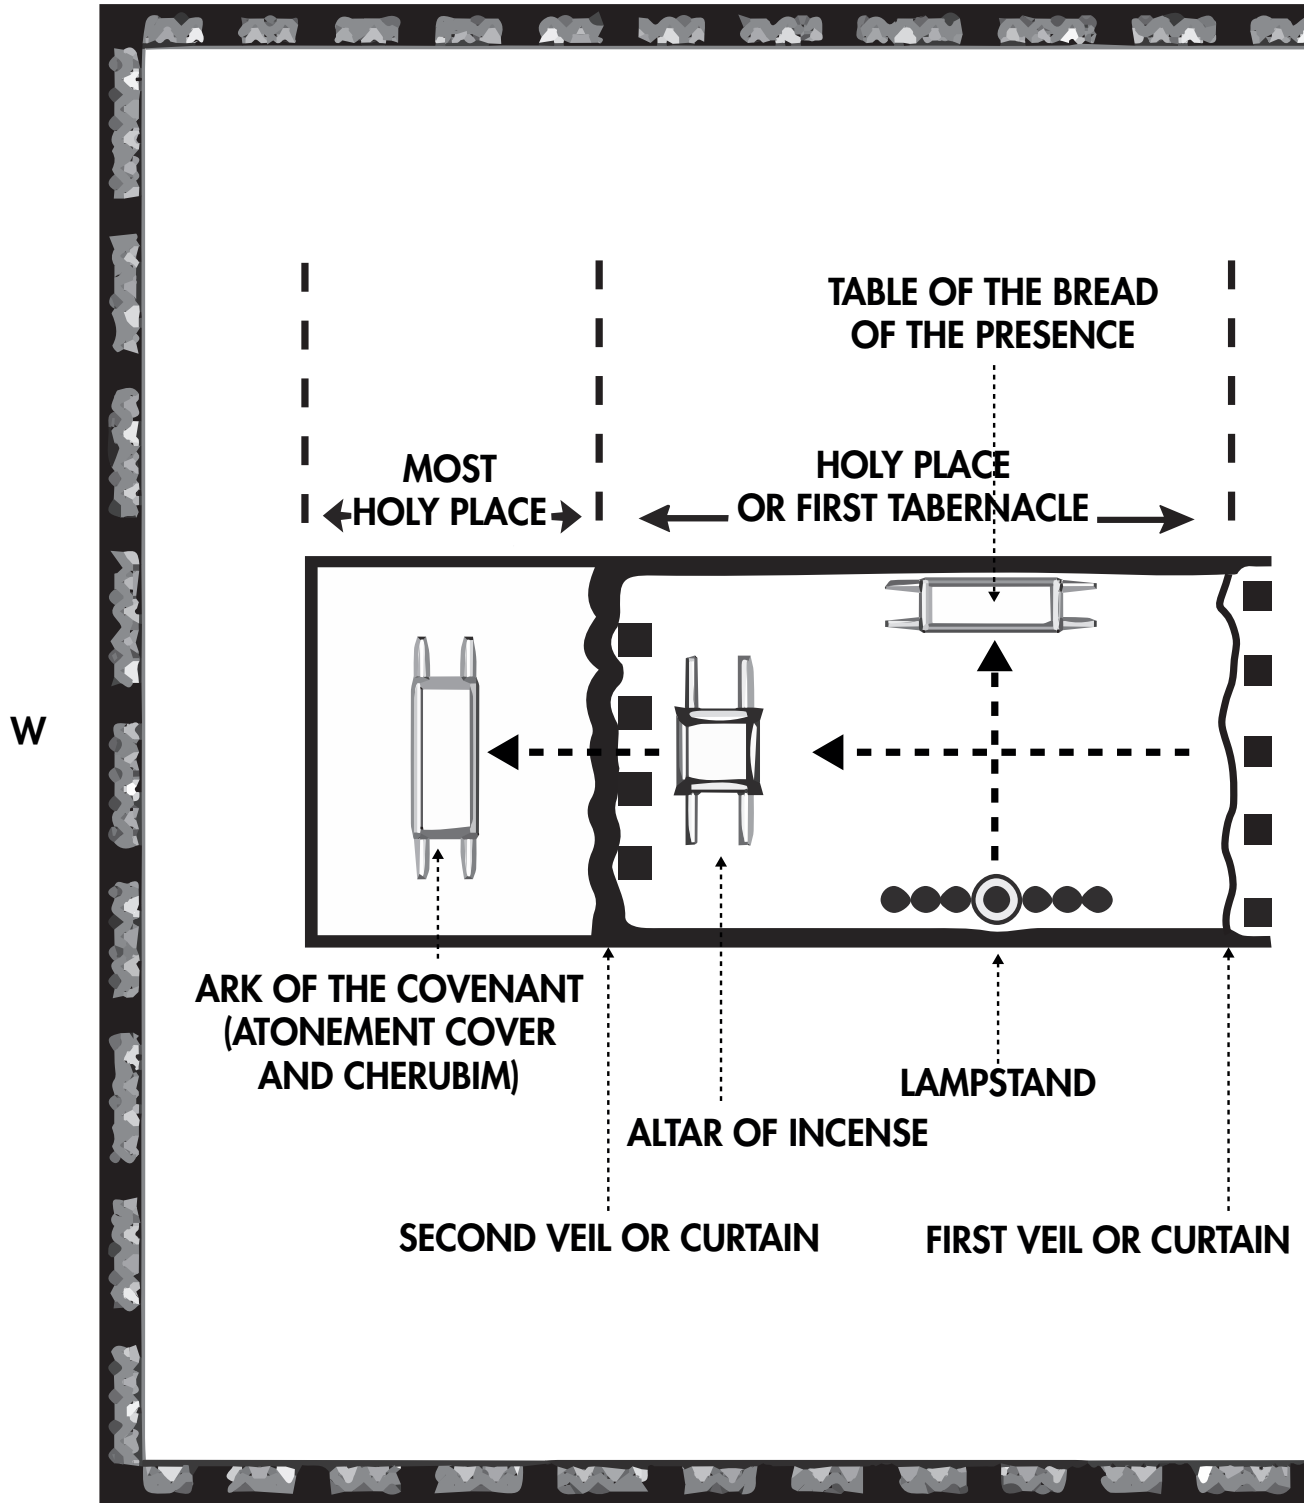 TABLE OF THE BREAD
OF THE PRESENCE
MOST
HOLY PLACE
HOLY PLACE
OR FIRST TABERNACLE
W
ARK OF THE COVENANT
(ATONEMENT COVER
AND CHERUBIM)
LAMPSTAND
ALTAR OF INCENSE
SECOND VEIL OR CURTAIN
FIRST VEIL OR CURTAIN